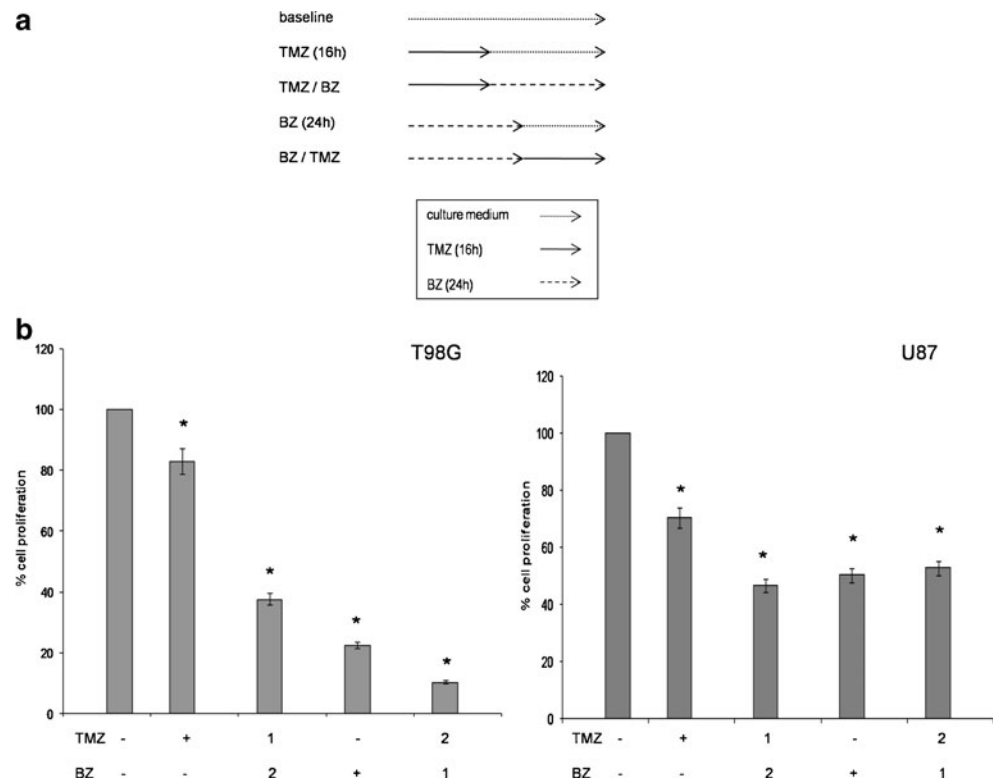 a
baseline
TMZ (16h)
TMZ / BZ
BZ (24h)
BZ / TMZ
culture medium
TMZ (16h)
BZ (24h)
b
T98G
% cell proliferation
120
100
80
60
40
20
0
*
*
*
*
TMZ - + 1 - 2
BZ - - 2 + 1
U87
% cell proliferation
120
100
80
60
40
20
0
*
*
*
*
TMZ - + 1 - 2
BZ - - 2 + 1